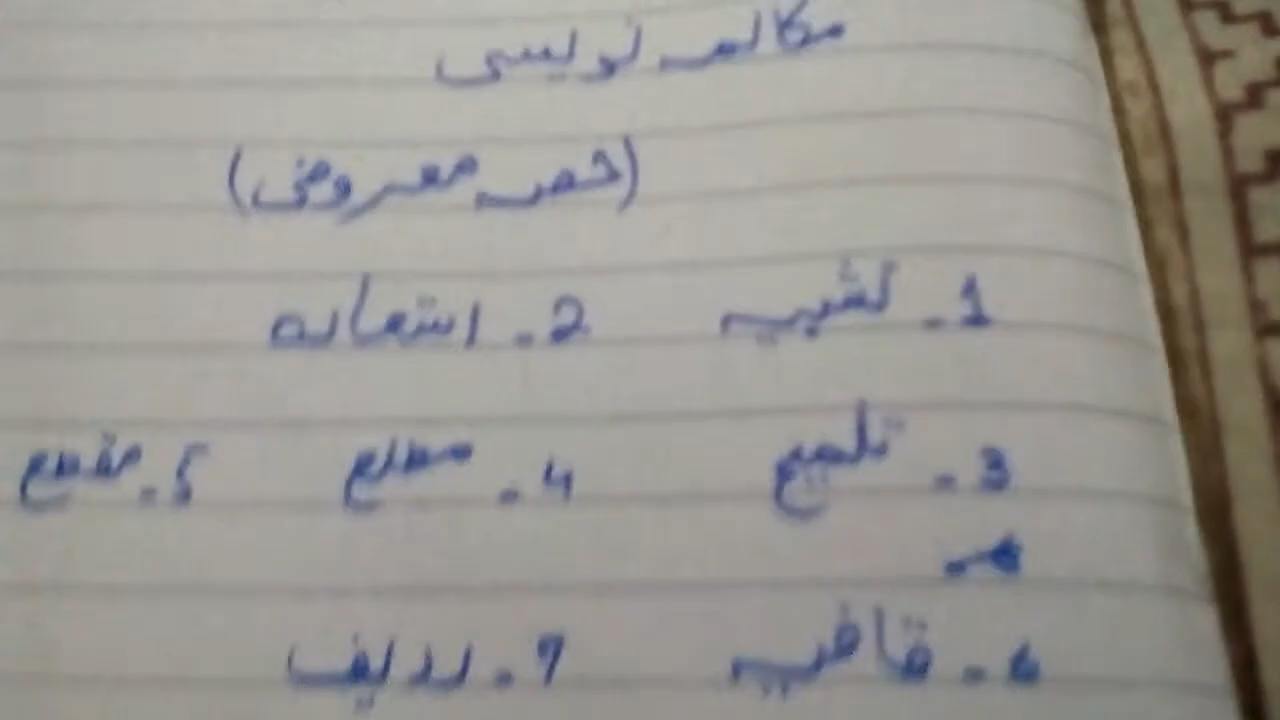 مکالمہ نویسی
(حصہ معروضی)
1۔ تشبیہ 2۔ استعارہ
3۔ تلمیح 4۔ مطلع 5۔ مقطع
6۔ قافیہ 7۔ ردیف